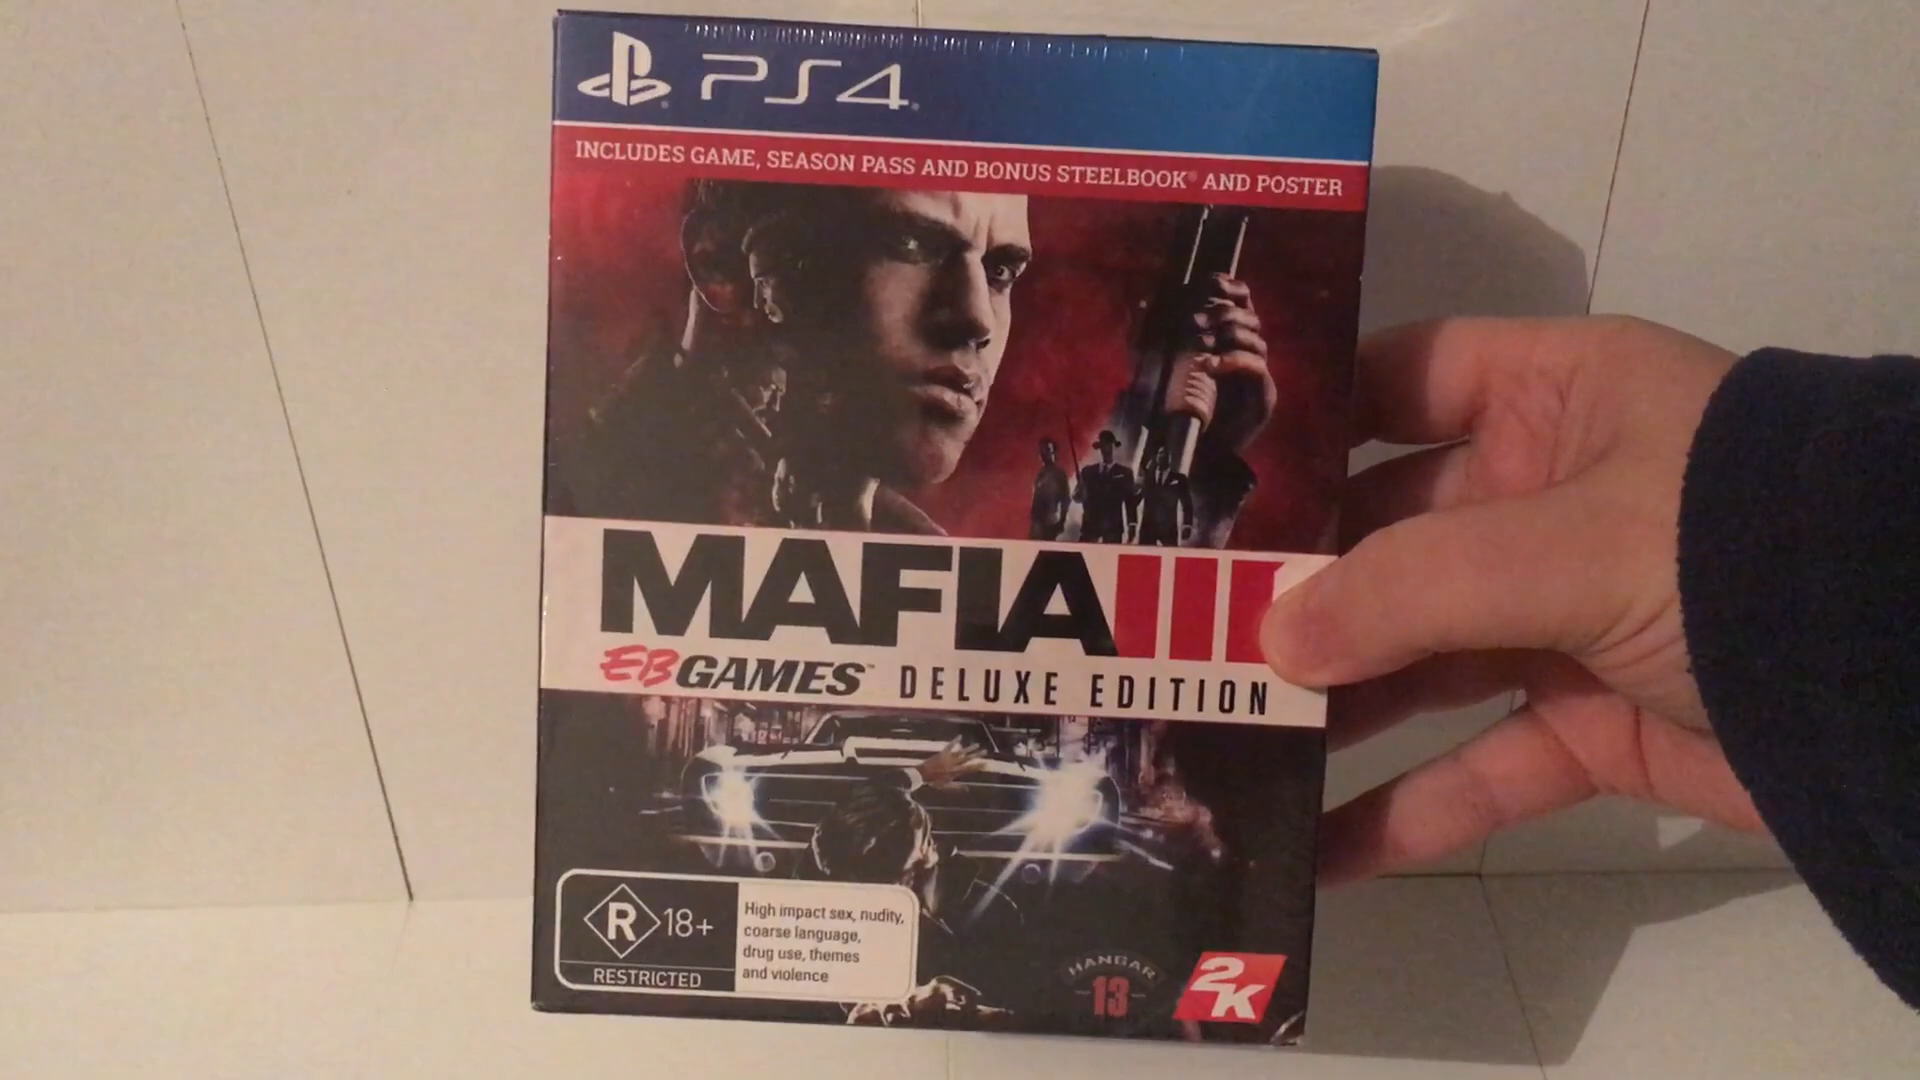 PS4
INCLUDES GAME, SEASON PASS AND BONUS STEELBOOK® AND POSTER
MAFIA III
EB GAMES™ DELUXE EDITION
R 18+
RESTRICTED
High impact sex, nudity,
coarse language,
drug use, themes
and violence
HANGAR
13
2K